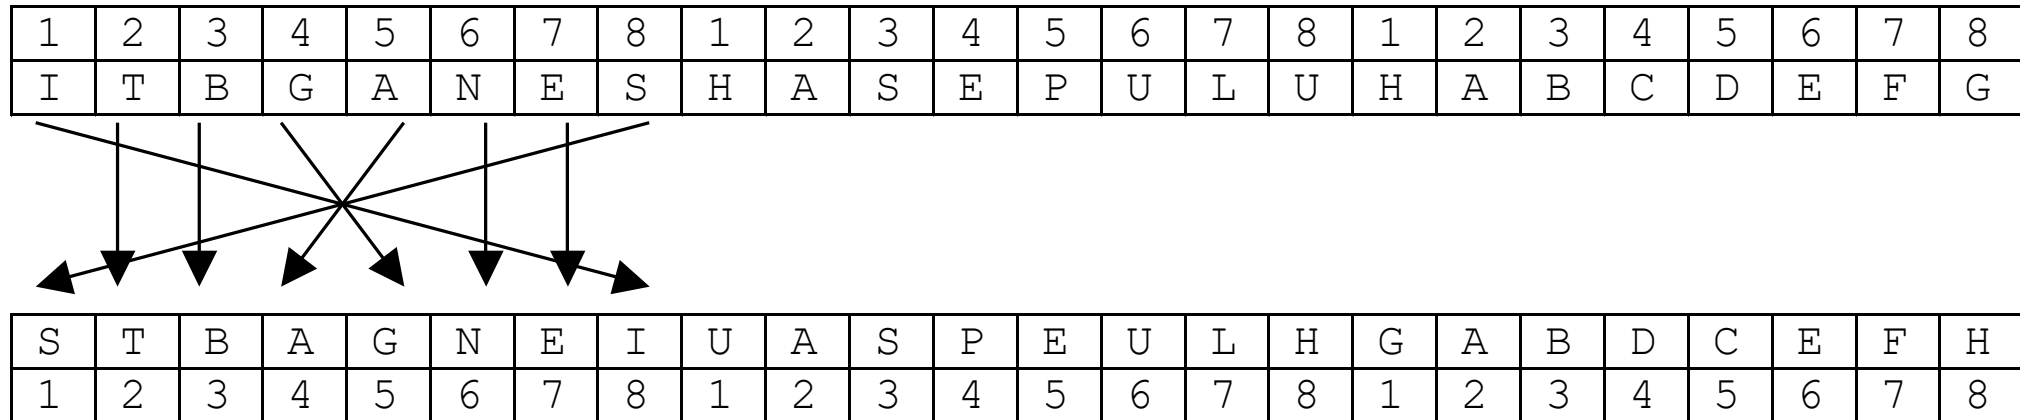 1 2 3 4 5 6 7 8 1 2 3 4 5 6 7 8 1 2 3 4 5 6 7 8
I T B G A N E S H A S E P U L U H A B C D E F G
S T B A G N E I U A S P E U L H G A B D C E F H
1 2 3 4 5 6 7 8 1 2 3 4 5 6 7 8 1 2 3 4 5 6 7 8